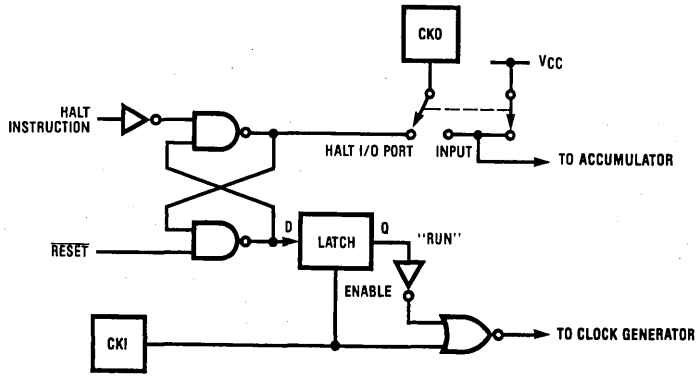 CKO
VCC
HALT
INSTRUCTION
HALT I/O PORT
INPUT
TO ACCUMULATOR
RESET
D
LATCH
Q
"RUN"
ENABLE
CKI
TO CLOCK GENERATOR